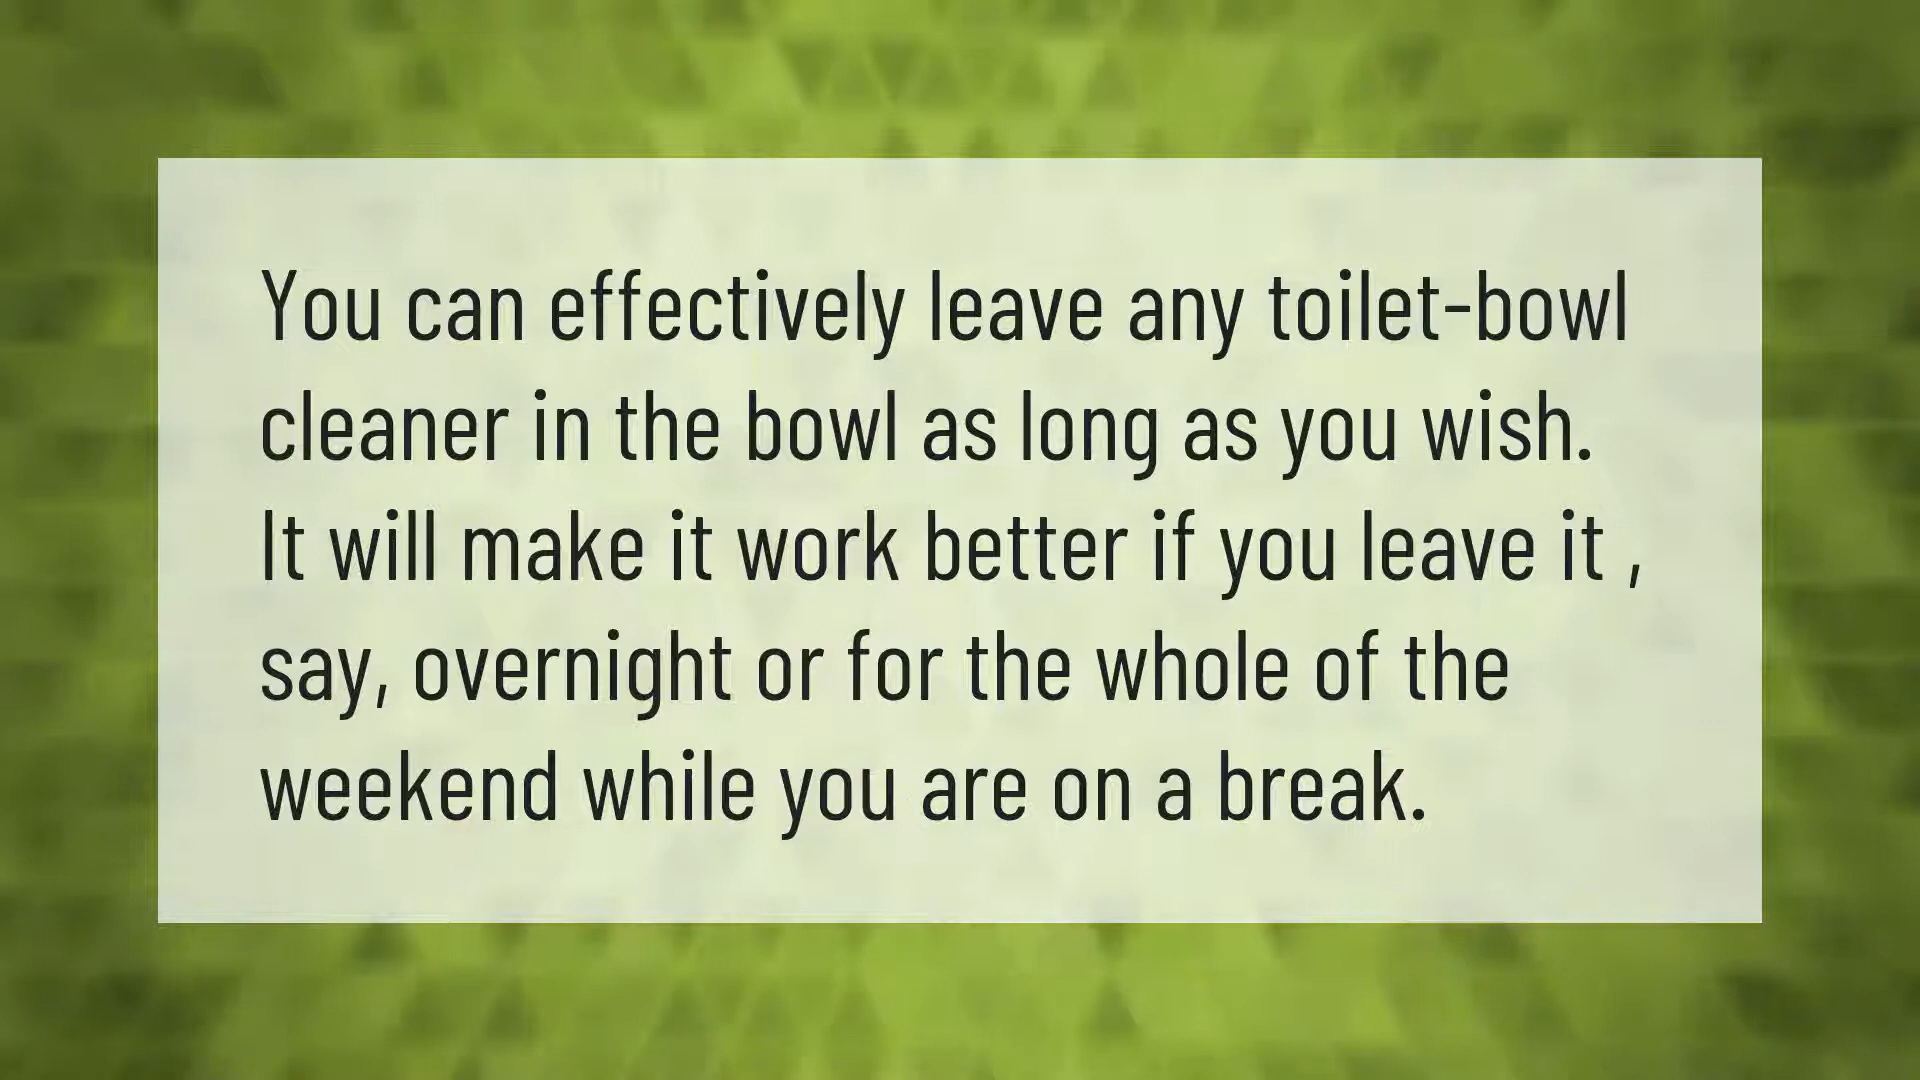 You can effectively leave any toilet-bowl
cleaner in the bowl as long as you wish.
It will make it work better if you leave it ,
say, overnight or for the whole of the
weekend while you are on a break.